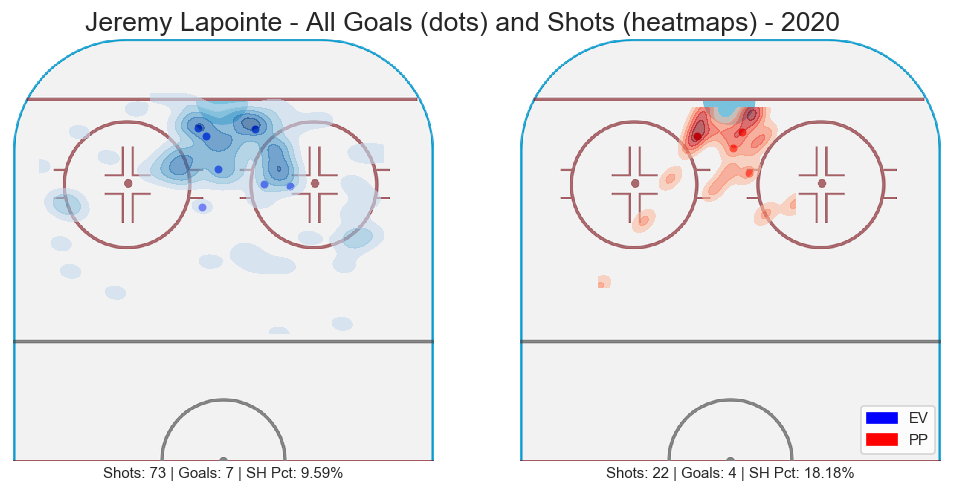 Jeremy Lapointe - All Goals (dots) and Shots (heatmaps) - 2020
EV
PP
Shots: 73 | Goals: 7 | SH Pct: 9.59%
Shots: 22 | Goals: 4 | SH Pct: 18.18%